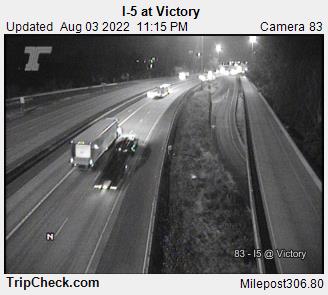 I-5 at Victory
Updated Aug 03 2022 11:15 PM Camera 83
T
N
83 - I5 @ Victory
TripCheck.com Milepost306.80